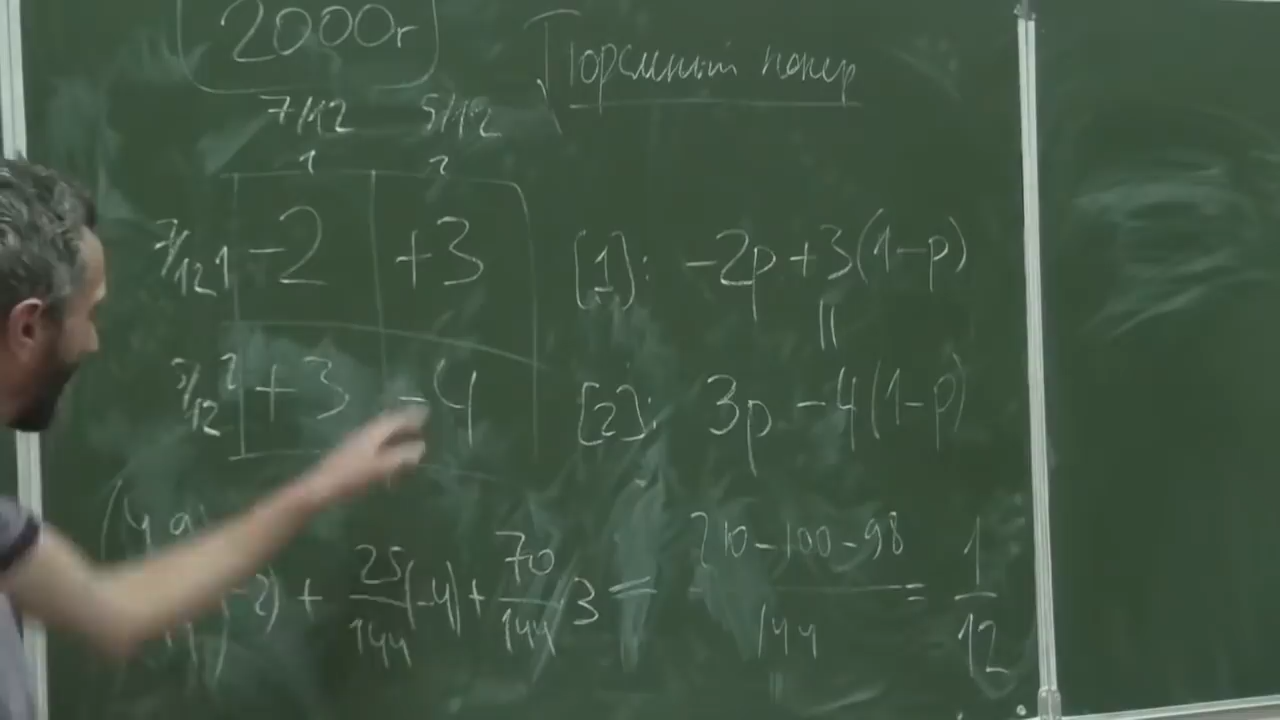 2000г
Тюремный покер
7/12 5/12
1 2
7/12 1 -2 +3
[1]: -2p+3(1-p)
||
5/12 2 +3 -4
[2]: 3p-4(1-p)
-2) + 25/144 (-4) + 70/144 3 = 210-100-98/144 = 1/12